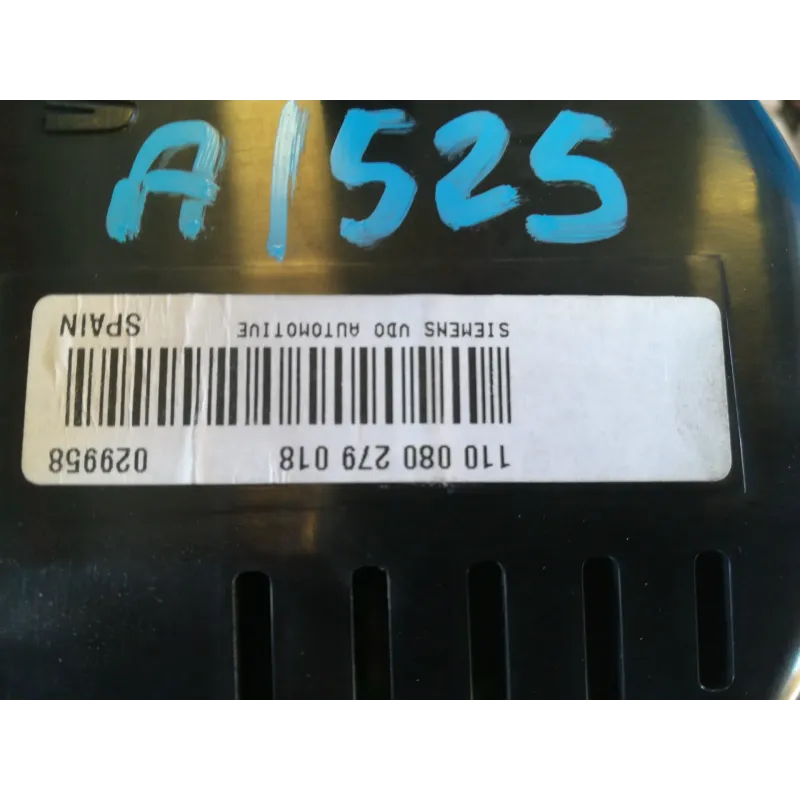 A1525
110 080 279 018 029958
SIEMENS VDO AUTOMOTIVE SPAIN